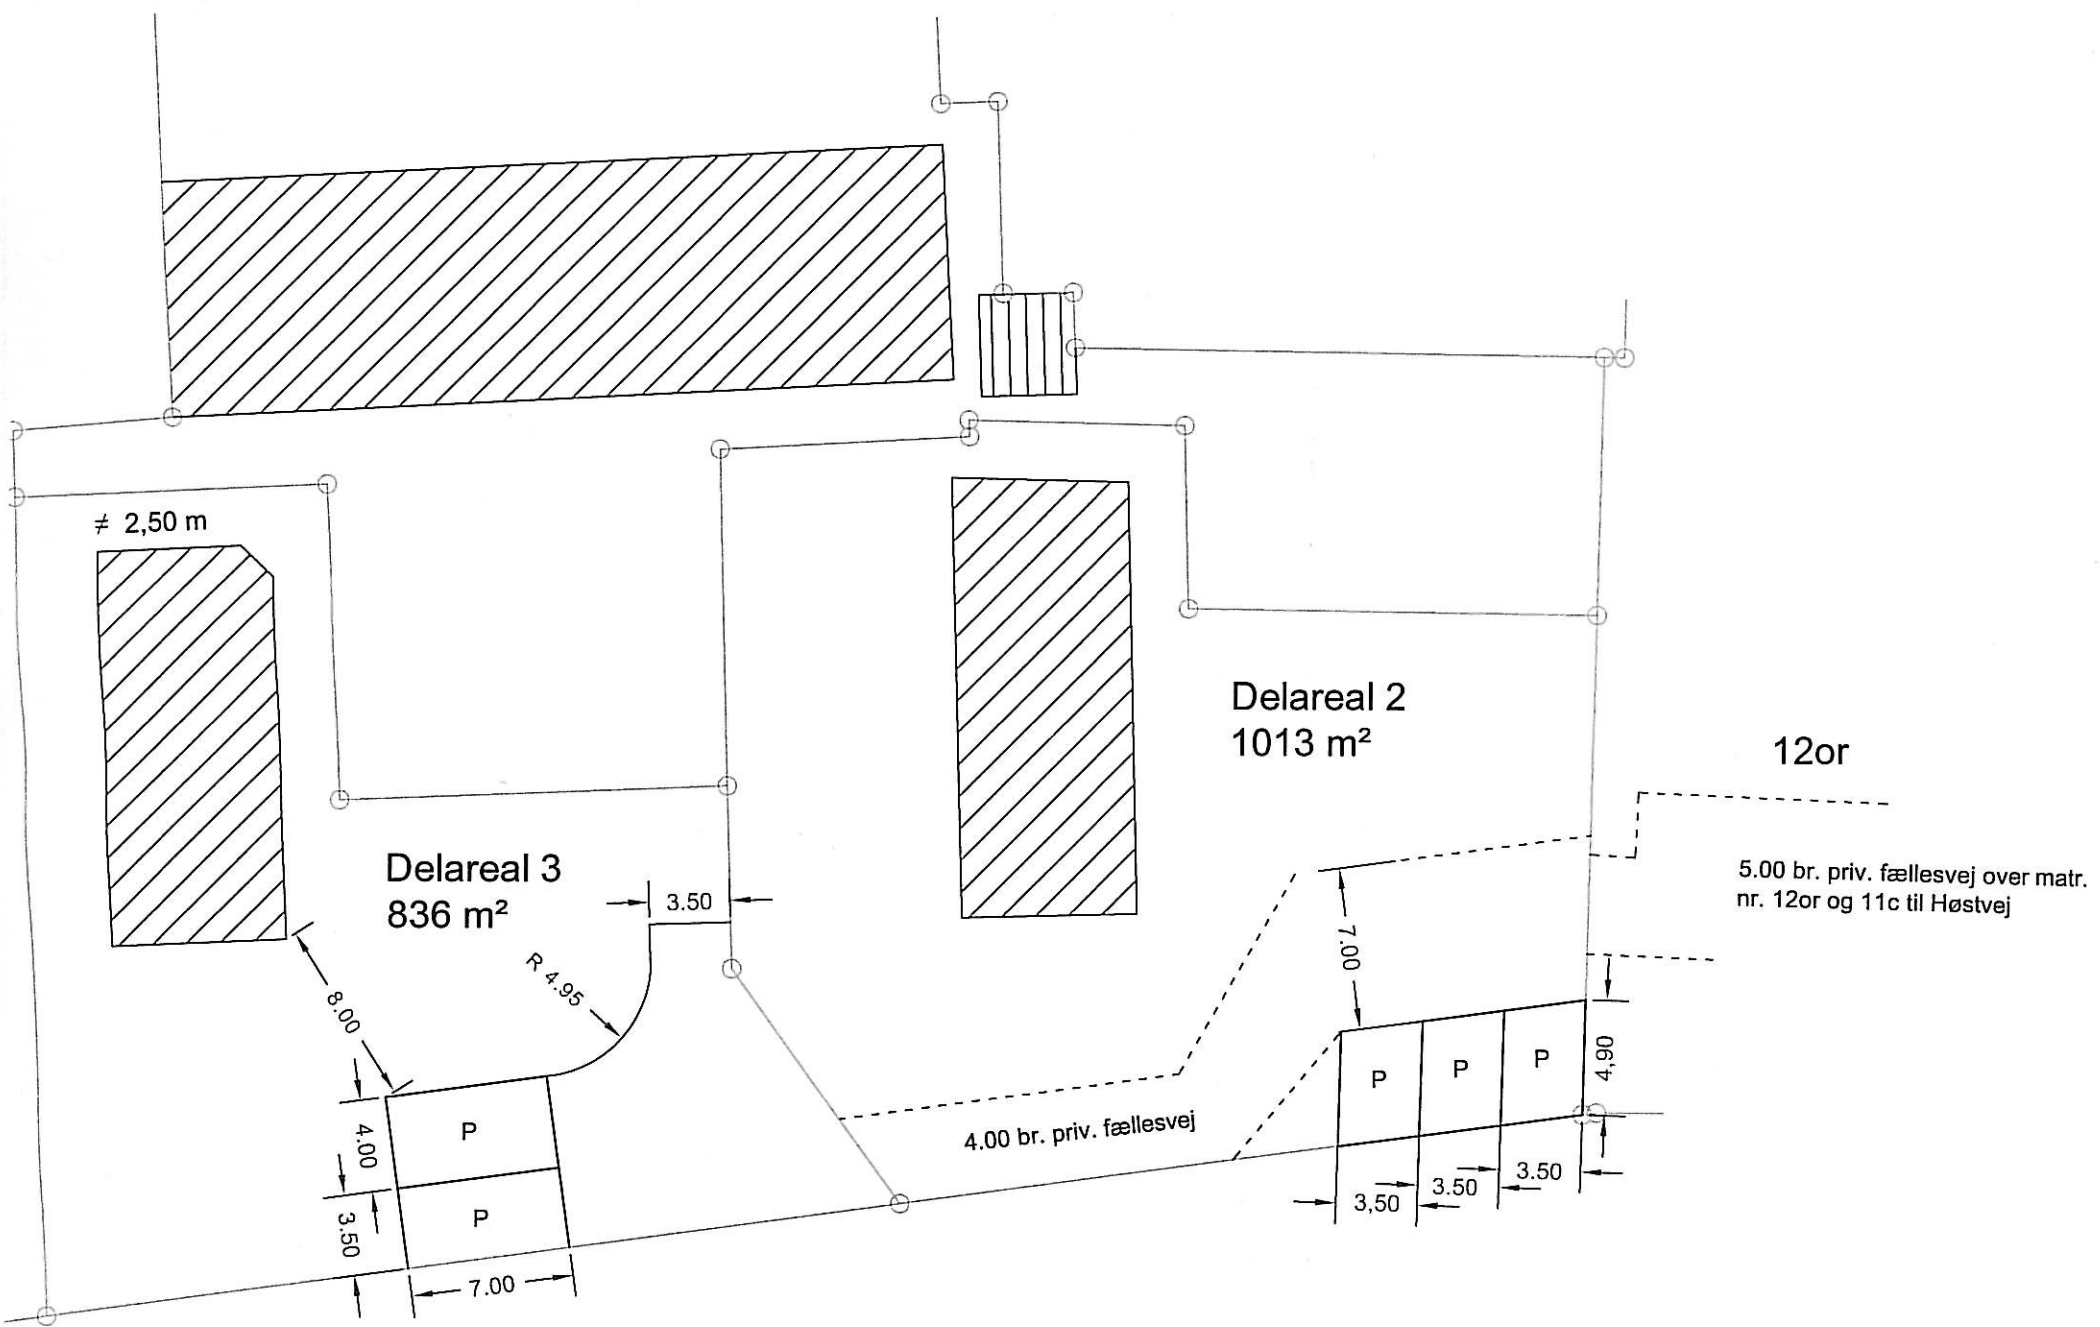 ≠ 2,50 m
Delareal 2
1013 m²
12or
Delareal 3
836 m²
3.50
5.00 br. priv. fællesvej over matr.
nr. 12or og 11c til Høstvej
7.00
R 4.95
8.00
4,90
P
P
P
4.00 br. priv. fællesvej
4.00
P
3.50
P
7.00
3,50
3.50
3.50